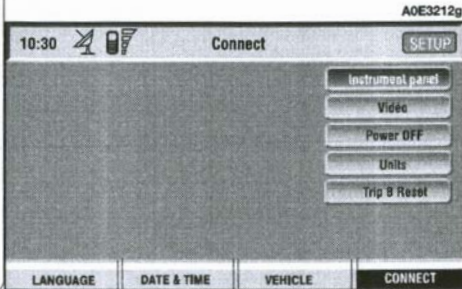 A0E3212g
10:30 Connect SETUP
Instrument panel
Video
Power OFF
Units
Trip B Reset
LANGUAGE DATE & TIME VEHICLE CONNECT